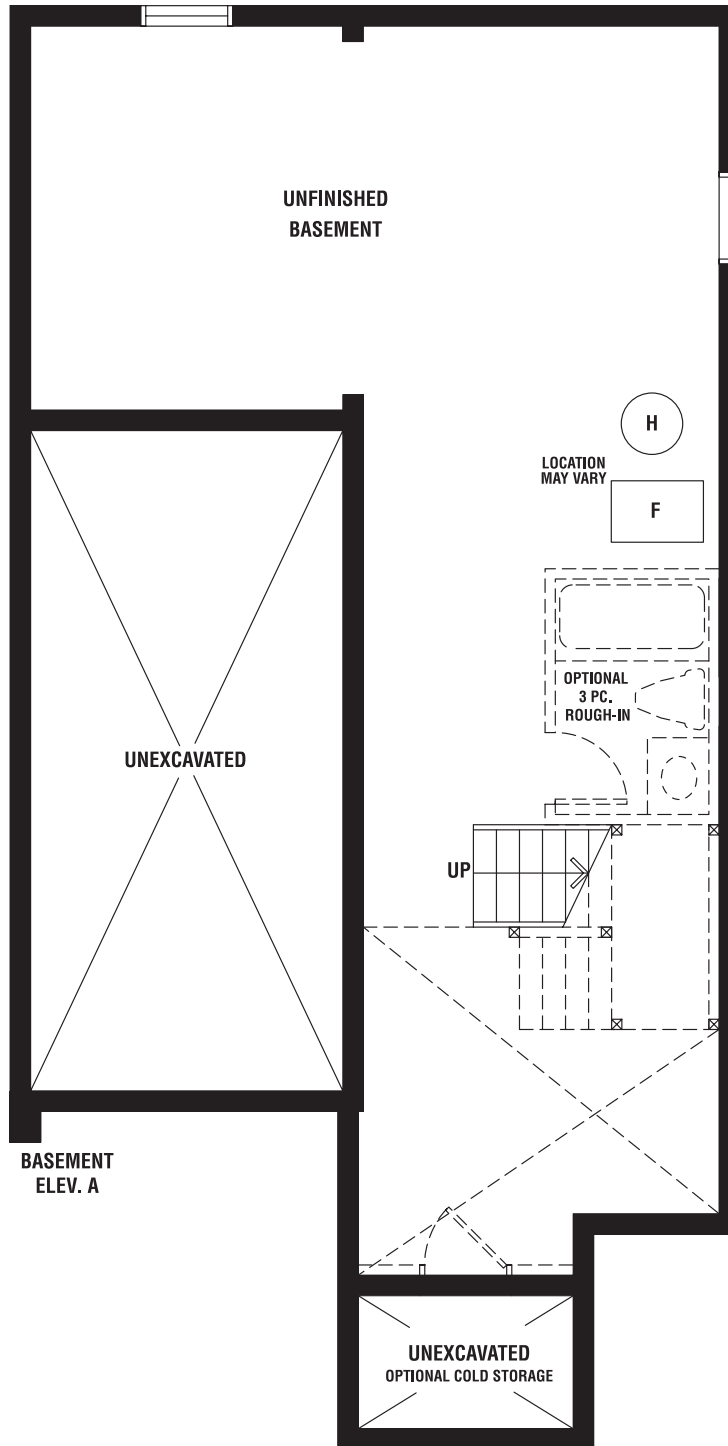 UNFINISHED
BASEMENT
H
LOCATION
MAY VARY
F
OPTIONAL
3 PC.
ROUGH-IN
UNEXCAVATED
UP
BASEMENT
ELEV. A
UNEXCAVATED
OPTIONAL COLD STORAGE